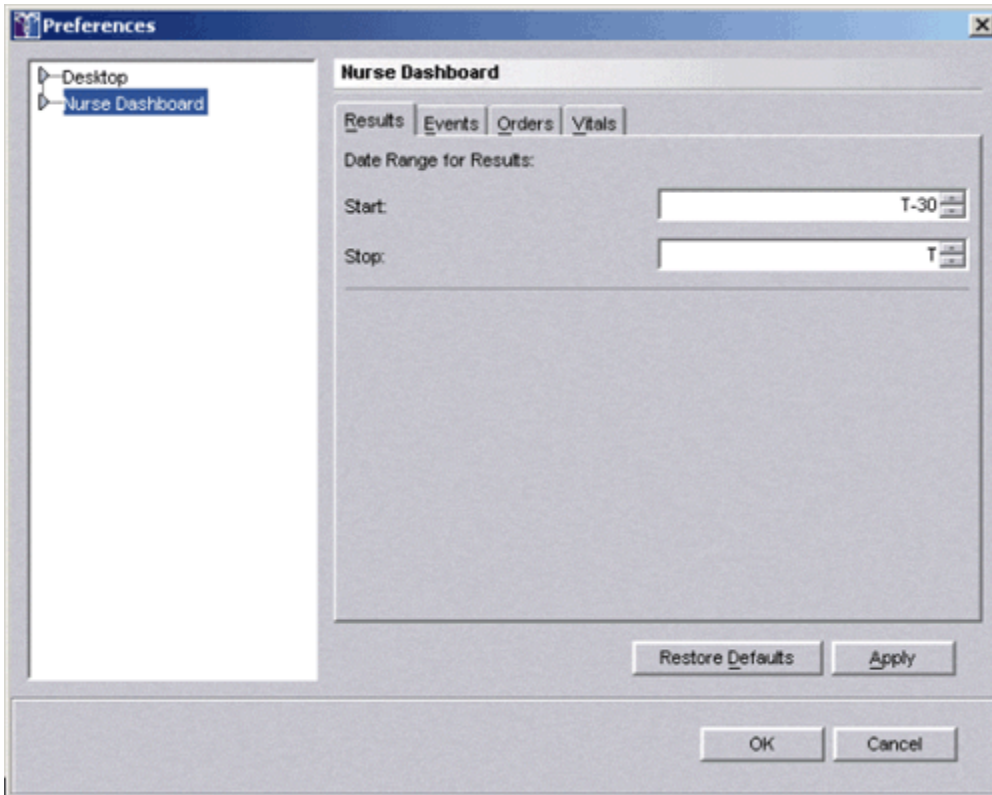 Preferences
Desktop
Nurse Dashboard
Nurse Dashboard
Results Events Orders Vitals
Date Range for Results:
Start: T-30
Stop: T
Restore Defaults Apply
OK Cancel